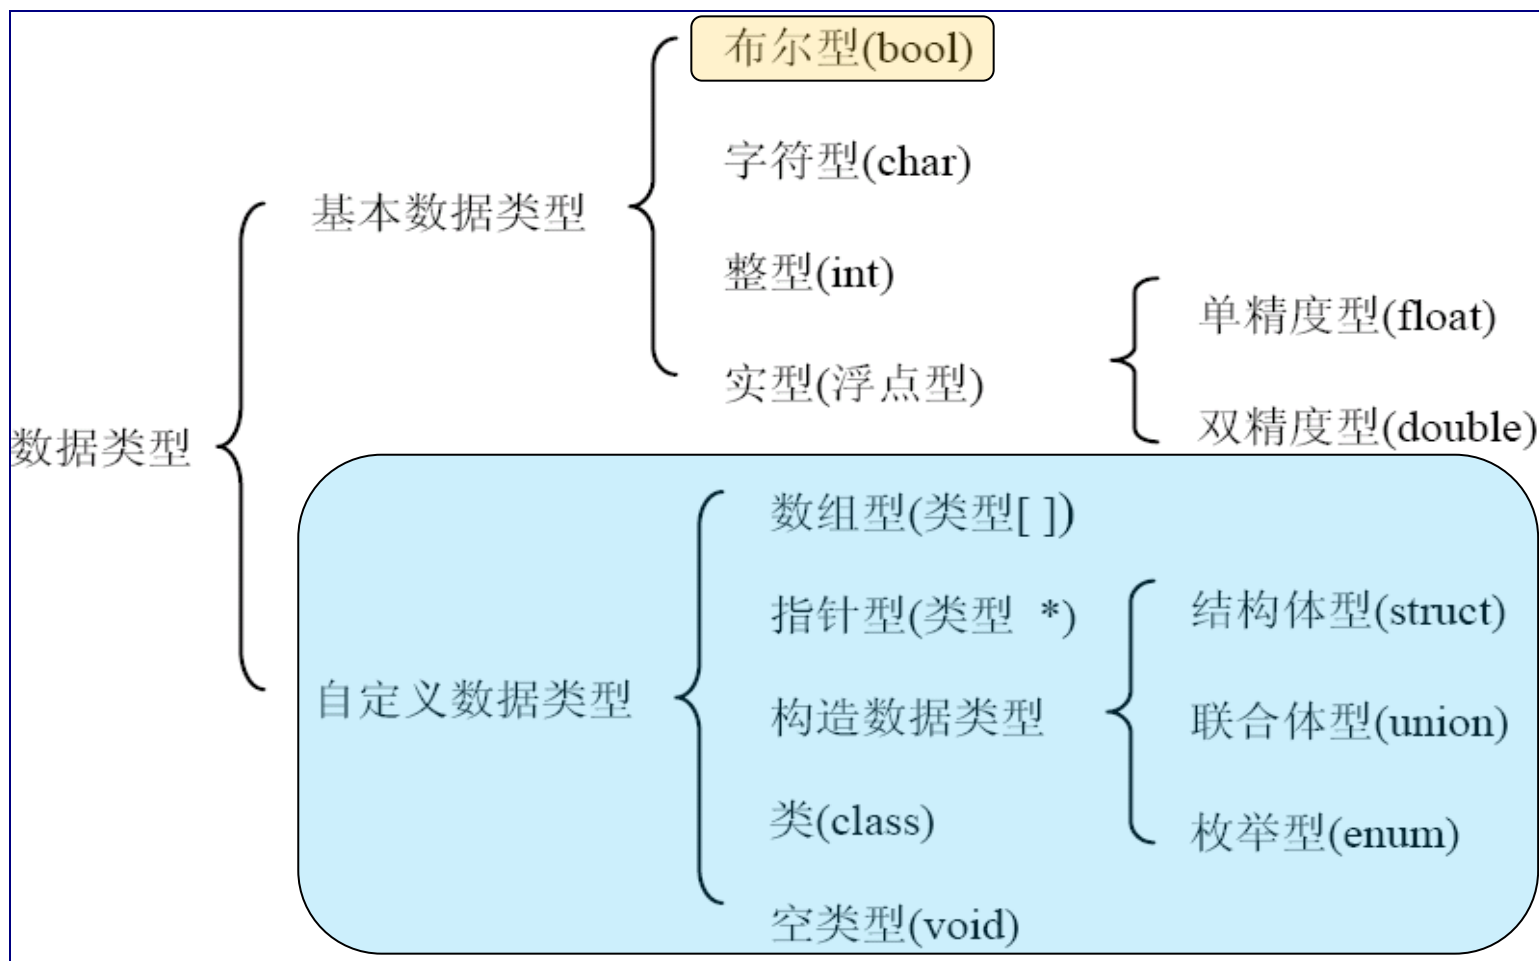 数据类型
基本数据类型
布尔型(bool)
字符型(char)
整型(int)
实型(浮点型)
单精度型(float)
双精度型(double)
自定义数据类型
数组型(类型[ ])
指针型(类型 *)
构造数据类型
结构体型(struct)
联合体型(union)
枚举型(enum)
类(class)
空类型(void)